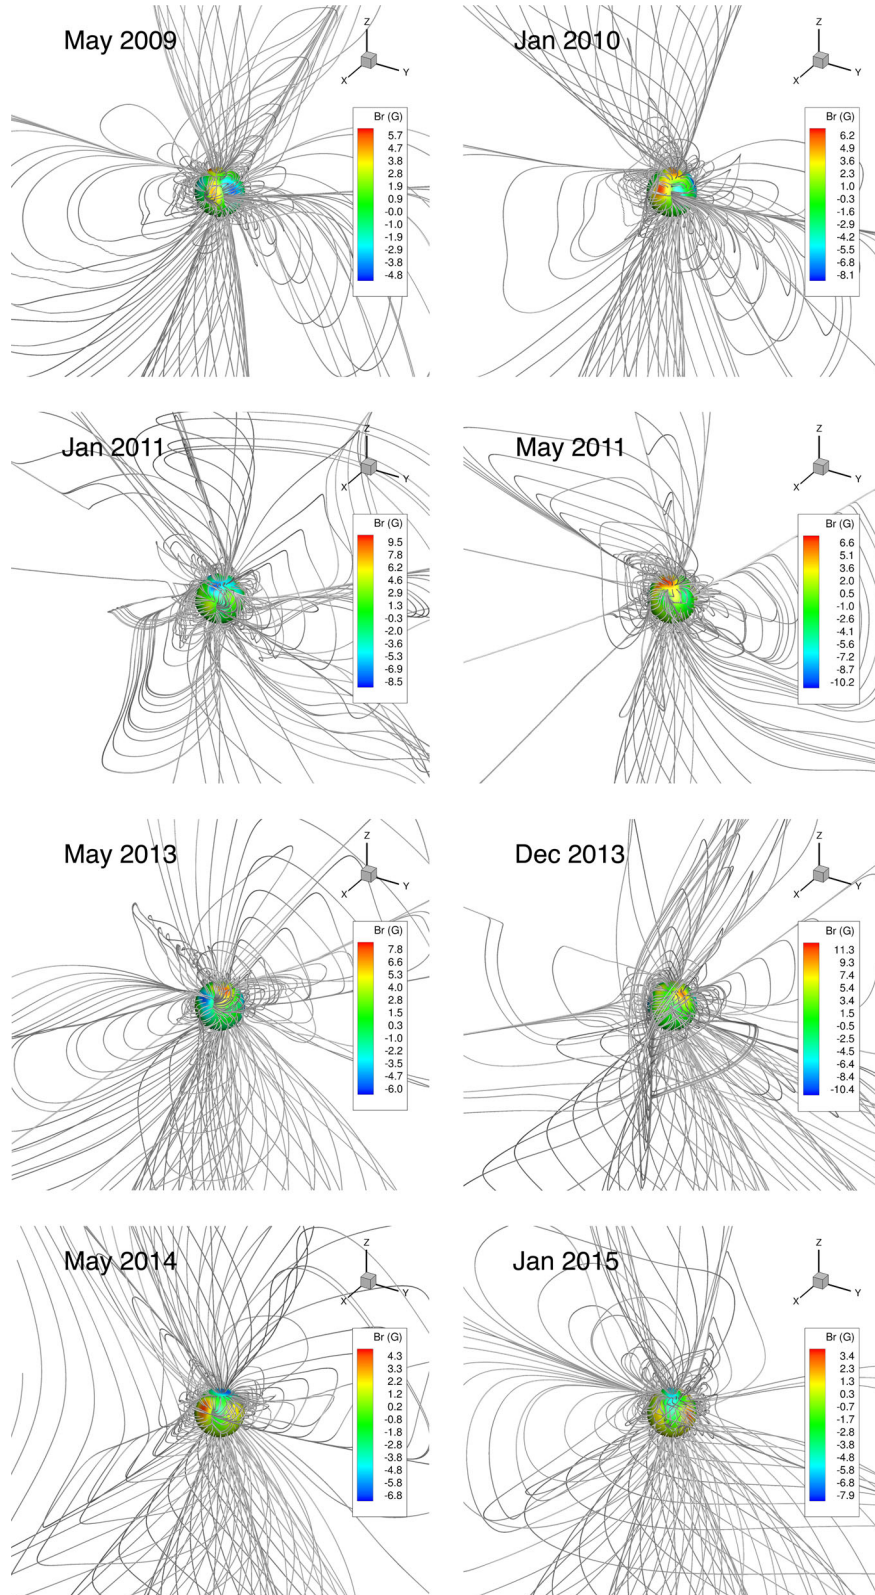 May 2009
Z
X
Y
Br (G)
5.7
4.7
3.8
2.8
1.9
0.9
-0.0
-1.0
-1.9
-2.9
-3.8
-4.8
Jan 2010
Z
X
Y
Br (G)
6.2
4.9
3.6
2.3
1.0
-0.3
-1.6
-2.9
-4.2
-5.5
-6.8
-8.1
Jan 2011
Z
X
Y
Br (G)
9.5
7.8
6.2
4.6
2.9
1.3
-0.3
-2.0
-3.6
-5.3
-6.9
-8.5
May 2011
Z
X
Y
Br (G)
6.6
5.1
3.6
2.0
0.5
-1.0
-2.6
-4.1
-5.6
-7.2
-8.7
-10.2
May 2013
Z
X
Y
Br (G)
7.8
6.6
5.3
4.0
2.8
1.5
0.3
-1.0
-2.2
-3.5
-4.7
-6.0
Dec 2013
Z
X
Y
Br (G)
11.3
9.3
7.4
5.4
3.4
1.5
-0.5
-2.5
-4.5
-6.4
-8.4
-10.4
May 2014
Z
X
Y
Br (G)
4.3
3.3
2.2
1.2
0.2
-0.8
-1.8
-2.8
-3.8
-4.8
-5.8
-6.8
Jan 2015
Z
X
Y
Br (G)
3.4
2.3
1.3
0.3
-0.7
-1.7
-2.8
-3.8
-4.8
-5.8
-6.8
-7.9